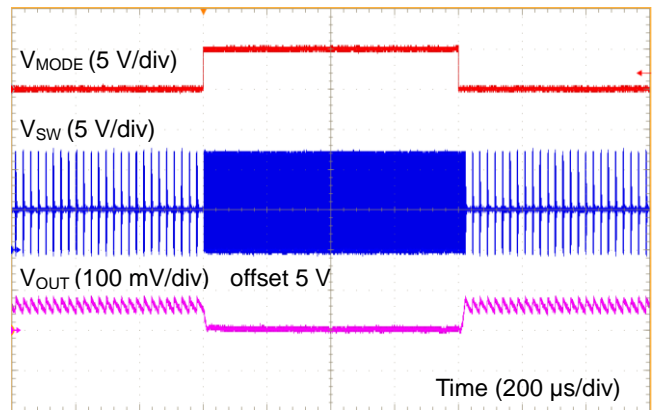 VMODE (5 V/div)
VSW (5 V/div)
VOUT (100 mV/div) offset 5 V
Time (200 µs/div)